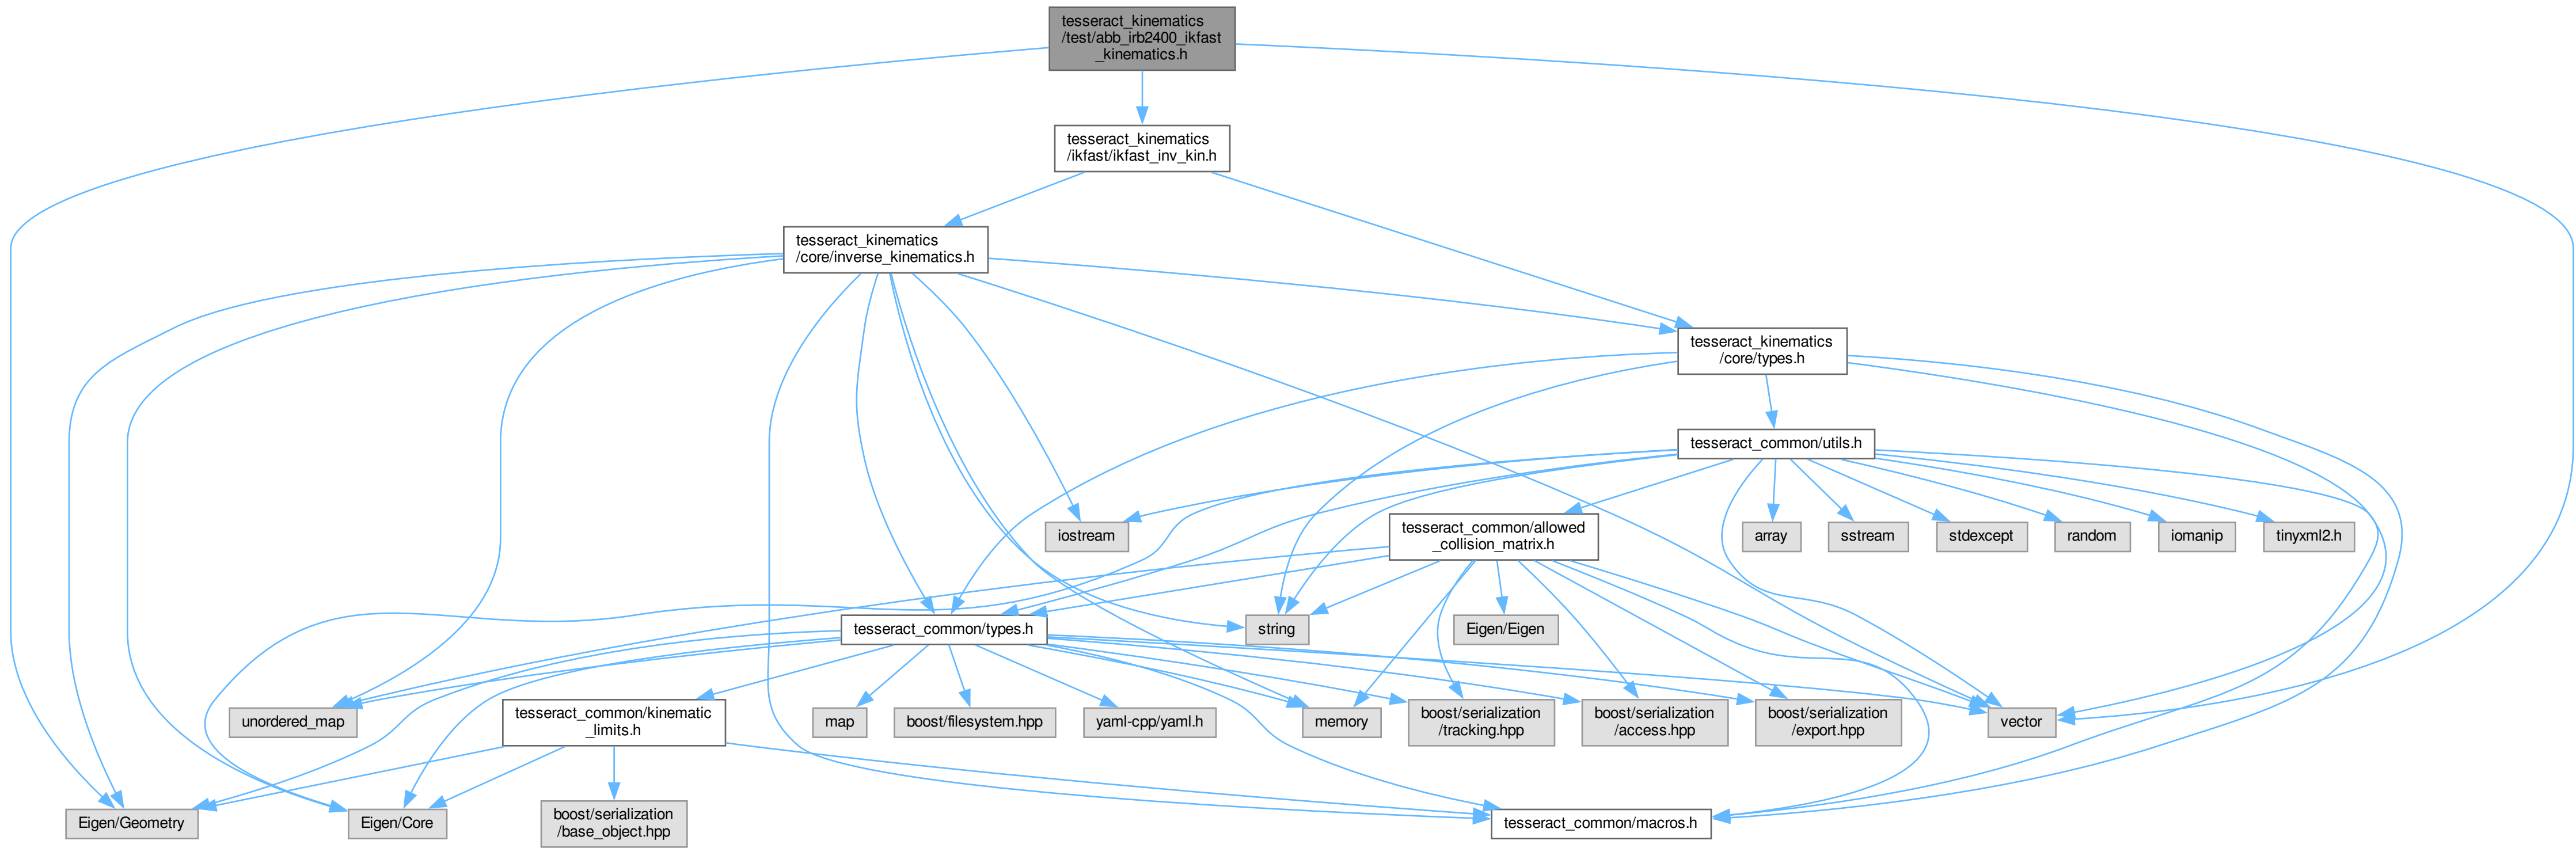 tesseract_kinematics
/test/abb_irb2400_ikfast
_kinematics.h
tesseract_kinematics
/ikfast/ikfast_inv_kin.h
tesseract_kinematics
/core/inverse_kinematics.h
tesseract_kinematics
/core/types.h
tesseract_common/utils.h
iostream
tesseract_common/allowed
_collision_matrix.h
array
sstream
stdexcept
random
iomanip
tinyxml2.h
tesseract_common/types.h
string
Eigen/Eigen
unordered_map
tesseract_common/kinematic
_limits.h
map
boost/filesystem.hpp
yaml-cpp/yaml.h
memory
boost/serialization
/tracking.hpp
boost/serialization
/access.hpp
boost/serialization
/export.hpp
vector
Eigen/Geometry
Eigen/Core
boost/serialization
/base_object.hpp
tesseract_common/macros.h